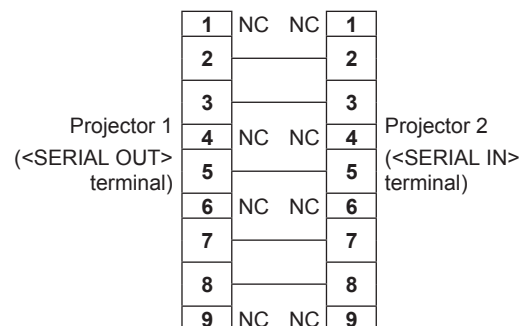 1 NC NC 1
2 2
3 3
Projector 1
(<SERIAL OUT>
terminal)
4 NC NC 4
Projector 2
(<SERIAL IN>
terminal)
5 5
6 NC NC 6
7 7
8 8
9 NC NC 9